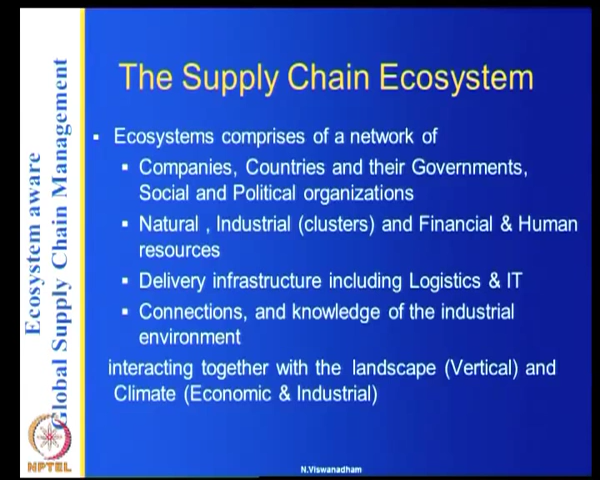 The Supply Chain Ecosystem
Ecosystem aware
Global Supply Chain Management
▪ Ecosystems comprises of a network of
▪ Companies, Countries and their Governments,
Social and Political organizations
▪ Natural , Industrial (clusters) and Financial & Human
resources
▪ Delivery infrastructure including Logistics & IT
▪ Connections, and knowledge of the industrial
environment
interacting together with the landscape (Vertical) and
Climate (Economic & Industrial)
NPTEL
N.Viswanadham